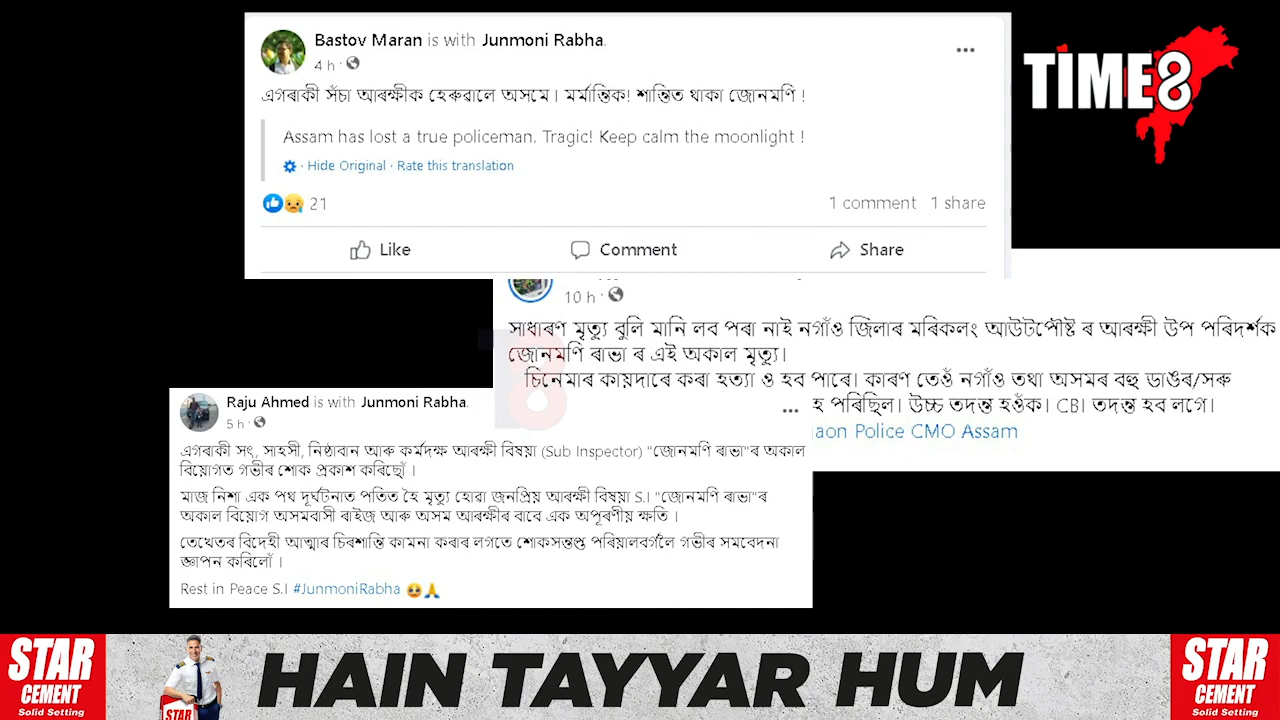 Bastov Maran is with Junmoni Rabha.
4 h
এগৰাকী সঁচা আৰক্ষীক হেৰুৱালে অসমে। মৰ্মান্তিক! শান্তিত থাকা জোনমণি !
Assam has lost a true policeman. Tragic! Keep calm the moonlight !
Hide Original · Rate this translation
21
1 comment 1 share
Like Comment Share
TIME8
10 h
সাধাৰণ মৃত্যু বুলি মানি লব পৰা নাই নগাঁও জিলাৰ মৰিকলং আউটপৌষ্ট ৰ আৰক্ষী উপ পৰিদৰ্শক
জোনমণি ৰাভা ৰ এই অকাল মৃত্যু।
চিনেমাৰ কায়দাৰে কৰা হত্যা ও হব পাৰে। কাৰণ তেওঁ নগাঁও তথা অসমৰ বহু ডাঙৰ/সৰু
হ পৰিছিল। উচ্চ তদন্ত হওঁক। CBI তদন্ত হব লগে।
aon Police CMO Assam
Raju Ahmed is with Junmoni Rabha.
5 h
এগৰাকী সৎ, সাহসী, নিষ্ঠাবান আৰু কৰ্মদক্ষ আৰক্ষী বিষয়া (Sub Inspector) "জোনমণি ৰাভা"ৰ অকাল
বিয়োগত গভীৰ শোক প্ৰকাশ কৰিছোঁ ।
মাজ নিশা এক পথ দূৰ্ঘটনাত পতিত হৈ মৃত্যু হোৱা জনপ্ৰিয় আৰক্ষী বিষয়া S.I "জোনমণি ৰাভা"ৰ
অকাল বিয়োগ অসমবাসী ৰাইজ আৰু অসম আৰক্ষীৰ বাবে এক অপূৰণীয় ক্ষতি ।
তেখেতৰ বিদেহী আত্মাৰ চিৰশান্তি কামনা কৰাৰ লগতে শোকসন্তপ্ত পৰিয়ালবৰ্গলৈ গভীৰ সমবেদনা
জ্ঞাপন কৰিলোঁ ।
Rest in Peace S.I #JunmoniRabha 🥺🙏
STAR
CEMENT
Solid Setting
STAR
HAIN TAYYAR HUM
STAR
CEMENT
Solid Setting